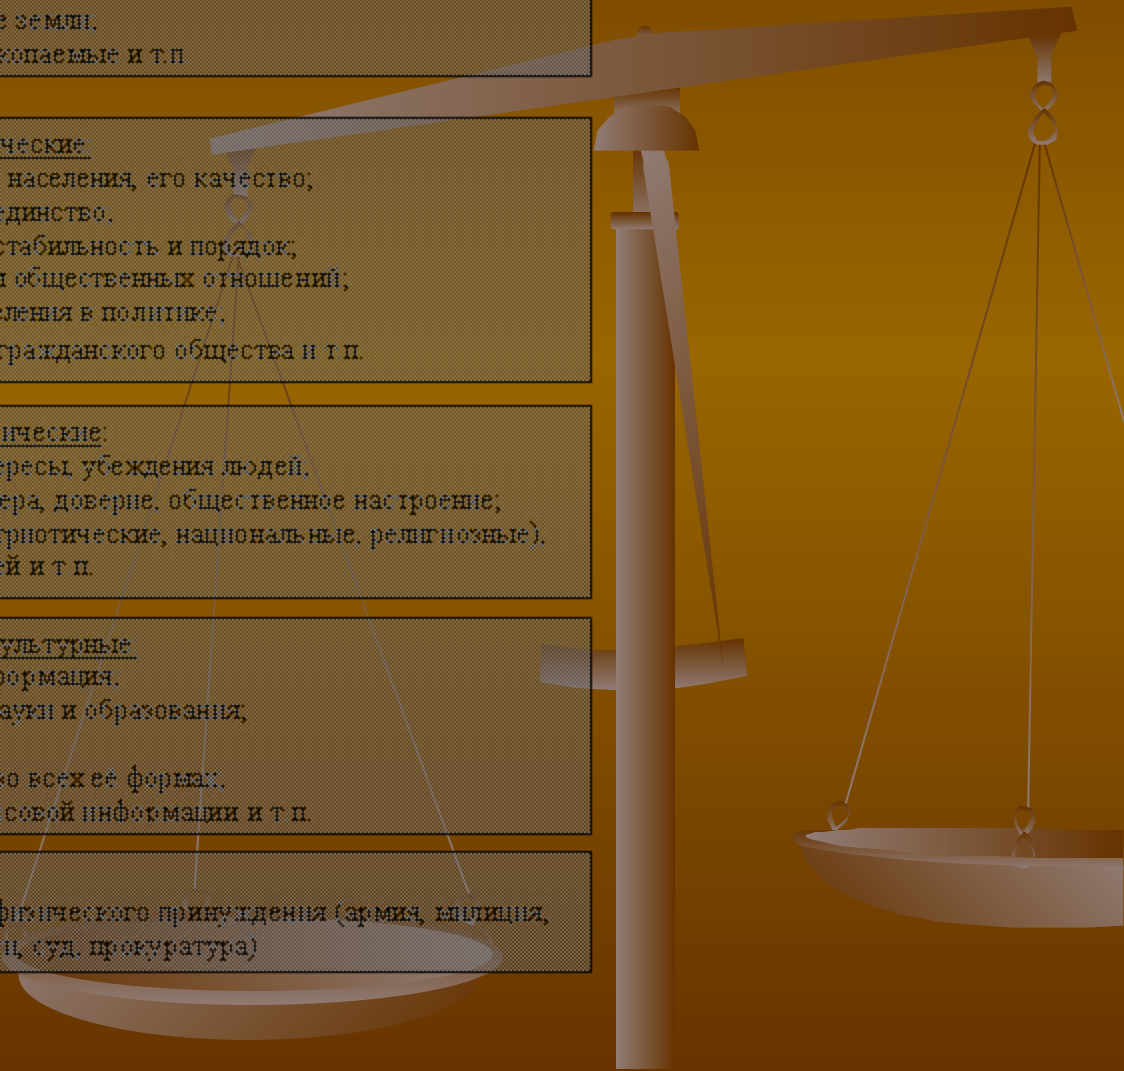 е земли,
копаемые и т.п
ческие
населения, его качество;
единство,
стабильность и порядок;
и общественных отношений;
еления в политике,
гражданского общества и т п.
ические:
ересы, убеждения людей,
ера, доверие, общественное настроение;
триотические, национальные, религиозные),
ей и т п.
ультурные
формация,
ауки и образования;
во всех ее формах,
совой информации и т п.
физического принуждения (армия, милиция,
и, суд, прокуратура)